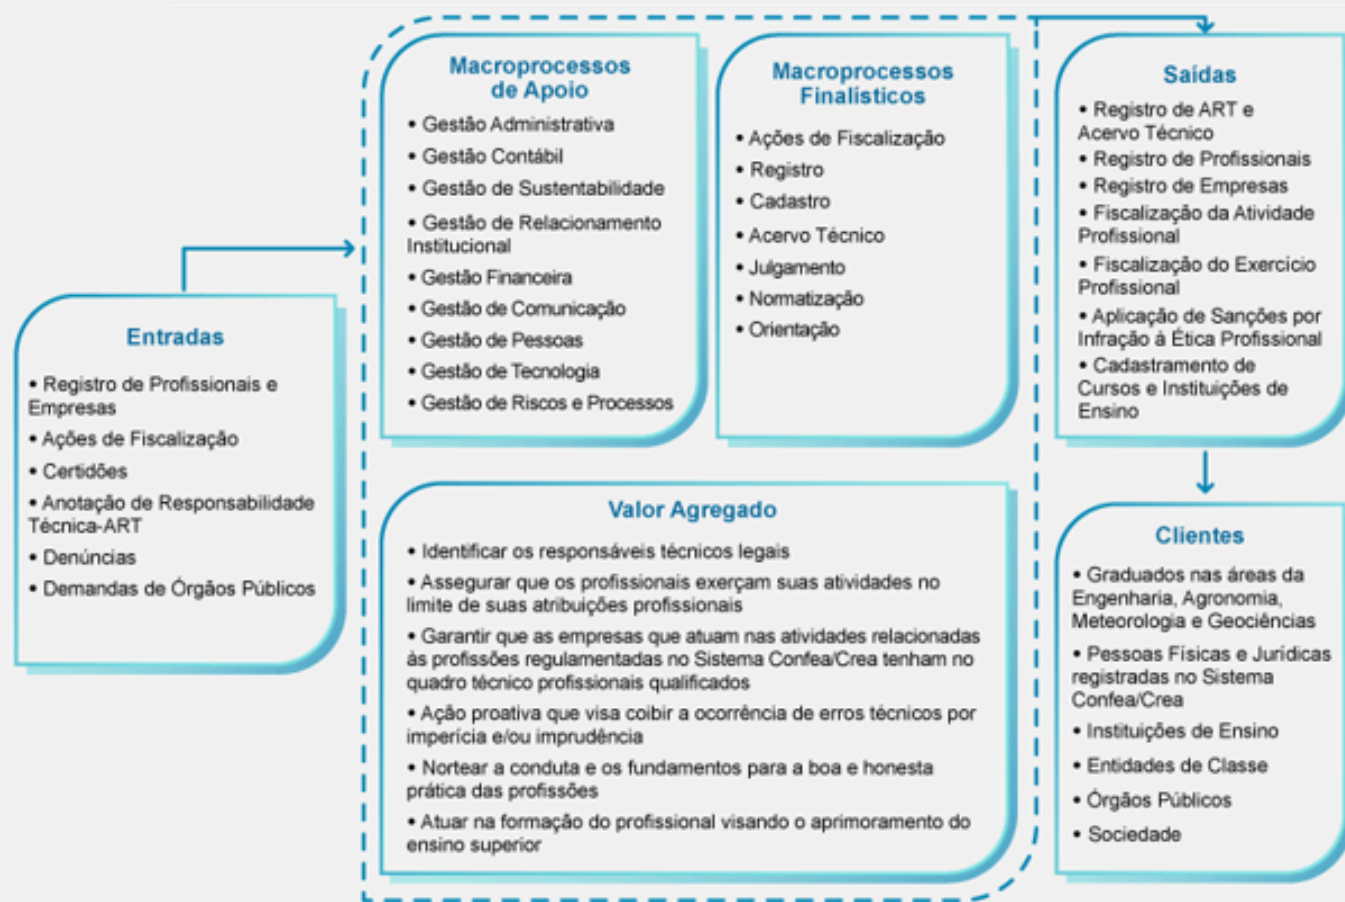 Entradas
• Registro de Profissionais e
Empresas
• Ações de Fiscalização
• Certidões
• Anotação de Responsabilidade
Técnica-ART
• Denúncias
• Demandas de Órgãos Públicos
Macroprocessos
de Apoio
• Gestão Administrativa
• Gestão Contábil
• Gestão de Sustentabilidade
• Gestão de Relacionamento
Institucional
• Gestão Financeira
• Gestão de Comunicação
• Gestão de Pessoas
• Gestão de Tecnologia
• Gestão de Riscos e Processos
Macroprocessos
Finalísticos
• Ações de Fiscalização
• Registro
• Cadastro
• Acervo Técnico
• Julgamento
• Normatização
• Orientação
Valor Agregado
• Identificar os responsáveis técnicos legais
• Assegurar que os profissionais exerçam suas atividades no
limite de suas atribuições profissionais
• Garantir que as empresas que atuam nas atividades relacionada
às profissões regulamentadas no Sistema Confea/Crea tenham no
quadro técnico profissionais qualificados
• Ação proativa que visa coibir a ocorrência de erros técnicos por
imperícia e/ou imprudência
• Nortear a conduta e os fundamentos para a boa e honesta
prática das profissões
• Atuar na formação do profissional visando o aprimoramento do
ensino superior
Saídas
• Registro de ART e
Acervo Técnico
• Registro de Profissionais
• Registro de Empresas
• Fiscalização da Atividade
Profissional
• Fiscalização do Exercício
Profissional
• Aplicação de Sanções por
Infração à Ética Profissional
• Cadastramento de
Cursos e Instituições de
Ensino
Clientes
• Graduados nas áreas da
Engenharia, Agronomia,
Meteorologia e Geociências
• Pessoas Físicas e Jurídicas
registradas no Sistema
Confea/Crea
• Instituições de Ensino
• Entidades de Classe
• Órgãos Públicos
• Sociedade